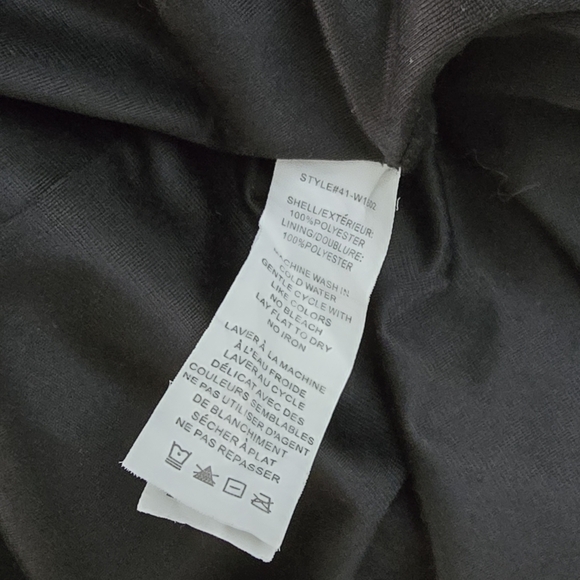 STYLE#41-W1802
SHELL/EXTÉRIEUR:
100%POLYESTER
LINING/DOUBLURE:
100%POLYESTER
MACHINE WASH IN
COLD WATER
GENTLE CYCLE WITH
LIKE COLORS
NO BLEACH
LAY FLAT TO DRY
NO IRON
LAVER À LA MACHINE
À L'EAU FROIDE
LAVER AU CYCLE
DÉLICAT AVEC DES
COULEURS SEMBLABLES
NE PAS UTILISER D'AGENT
DE BLANCHIMENT
SÉCHER À PLAT
NE PAS REPASSER